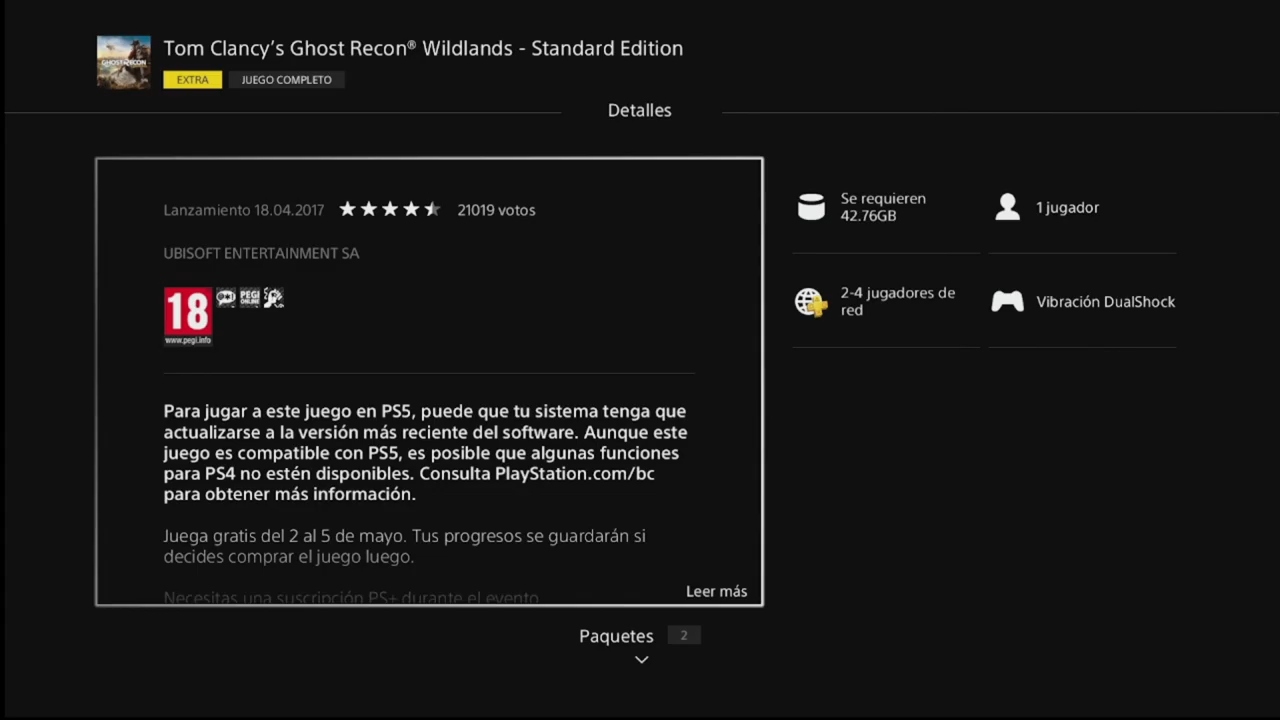 Tom Clancy's Ghost Recon® Wildlands - Standard Edition
GHOST RECON
EXTRA
JUEGO COMPLETO
Detalles
Lanzamiento 18.04.2017
21019 votos
UBISOFT ENTERTAINMENT SA
18
www.pegi.info
PEGI
ONLINE
Para jugar a este juego en PS5, puede que tu sistema tenga que
actualizarse a la versión más reciente del software. Aunque este
juego es compatible con PS5, es posible que algunas funciones
para PS4 no estén disponibles. Consulta PlayStation.com/bc
para obtener más información.
Juega gratis del 2 al 5 de mayo. Tus progresos se guardarán si
decides comprar el juego luego.
Necesitas una suscripción PS+ durante el evento
Leer más
Se requieren
42.76GB
1 jugador
2-4 jugadores de
red
Vibración DualShock
Paquetes
2